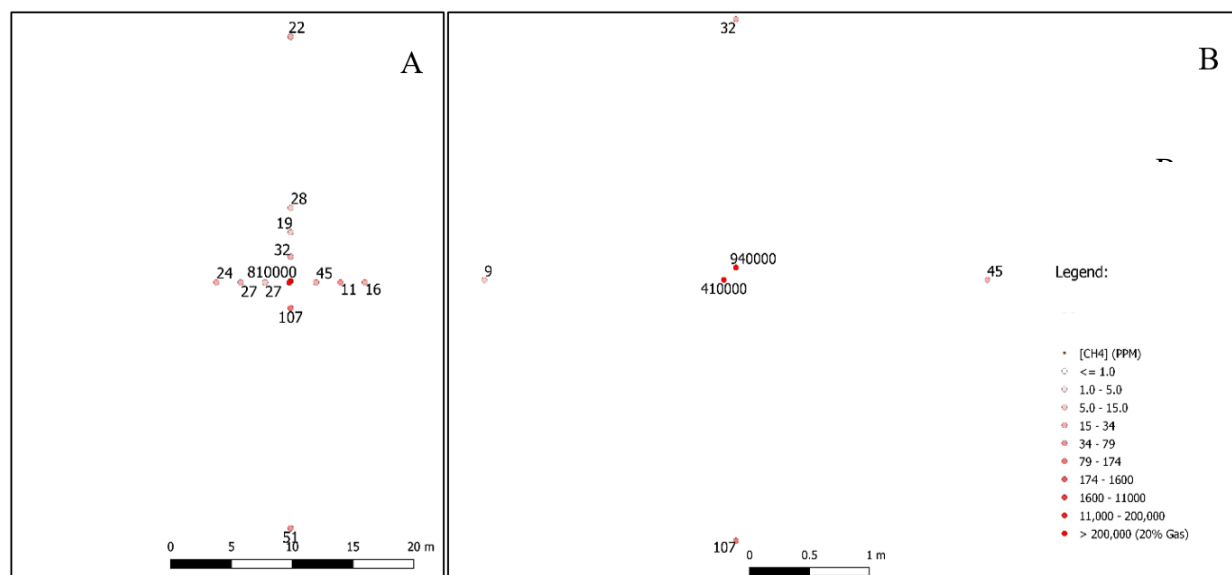 22
A
28
19
32
24
810000
45
27
27
11
16
107
51
0
5
10
15
20 m
32
B
940000
9
410000
45
107
0
0.5
1 m
Legend:
[CH4] (PPM)
<= 1.0
1.0 - 5.0
5.0 - 15.0
15 - 34
34 - 79
79 - 174
174 - 1600
1600 - 11000
11,000 - 200,000
> 200,000 (20% Gas)